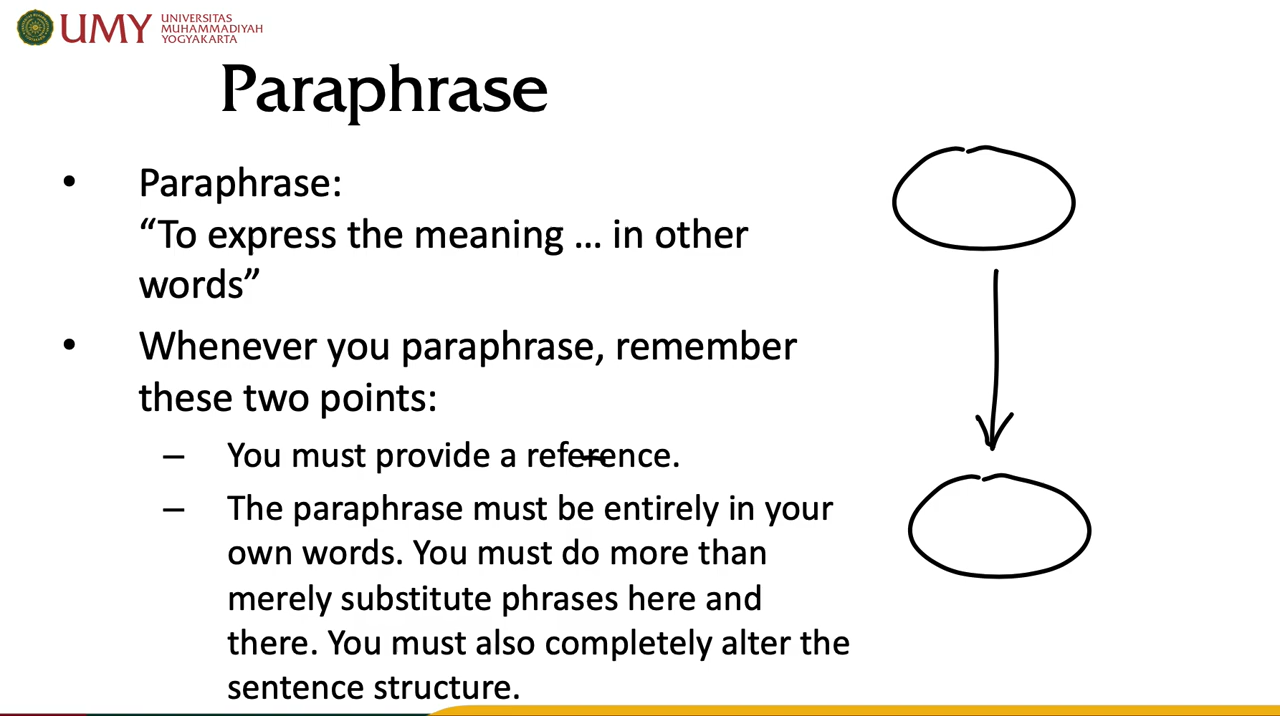 UMY
UNIVERSITAS
MUHAMMADIYAH
YOGYAKARTA
Paraphrase
• Paraphrase:
“To express the meaning … in other
words”
• Whenever you paraphrase, remember
these two points:
– You must provide a reference.
– The paraphrase must be entirely in your
own words. You must do more than
merely substitute phrases here and
there. You must also completely alter the
sentence structure.